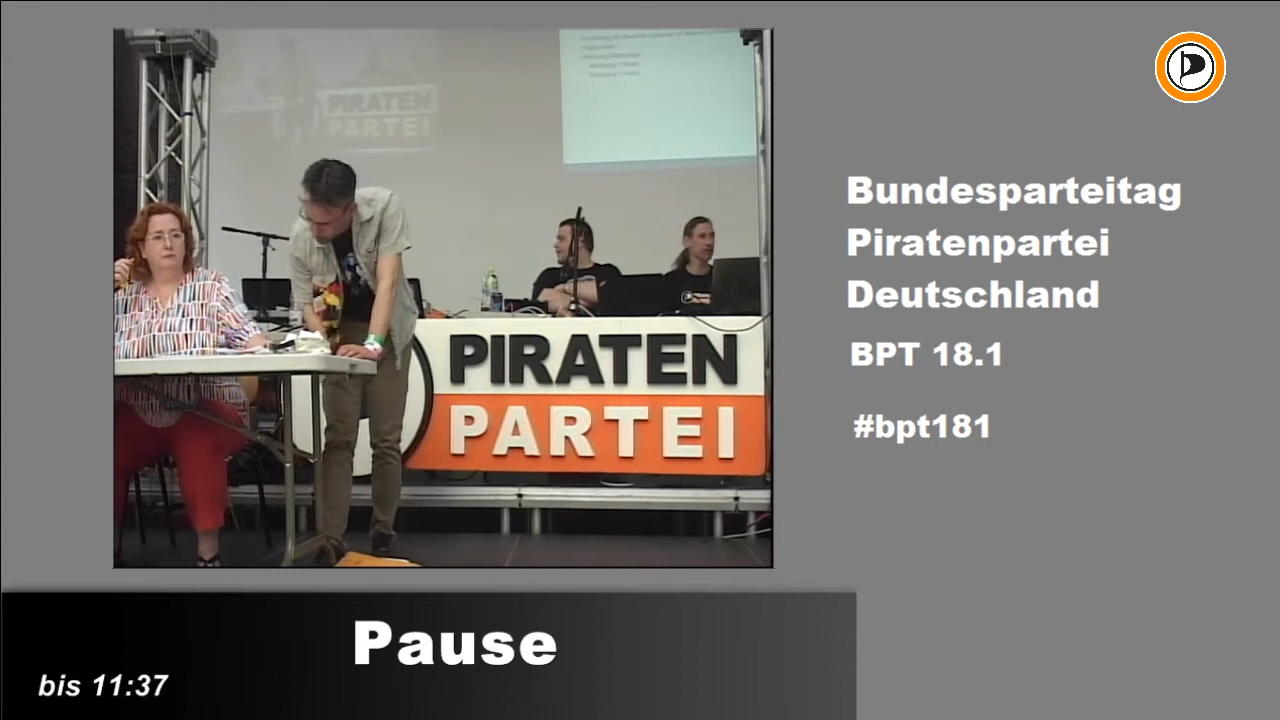 PIRATEN
PARTEI
PIRATEN
PARTEI
Bundesparteitag
Piratenpartei
Deutschland
BPT 18.1
#bpt181
Pause
bis 11:37